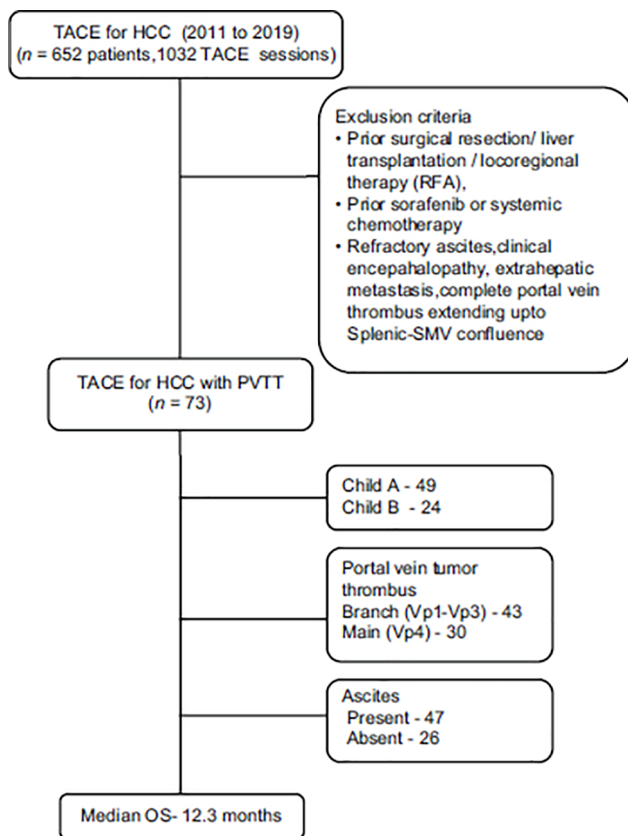 TACE for HCC (2011 to 2019)
(n = 652 patients,1032 TACE sessions)
Exclusion criteria
• Prior surgical resection/ liver
transplantation / locoregional
therapy (RFA),
• Prior sorafenib or systemic
chemotherapy
• Refractory ascites,clinical
encepahalopathy, extrahepatic
metastasis,complete portal vein
thrombus extending upto
Splenic-SMV confluence
TACE for HCC with PVTT
(n = 73)
Child A - 49
Child B - 24
Portal vein tumor
thrombus
Branch (Vp1-Vp3) - 43
Main (Vp4) - 30
Ascites
Present - 47
Absent - 26
Median OS- 12.3 months